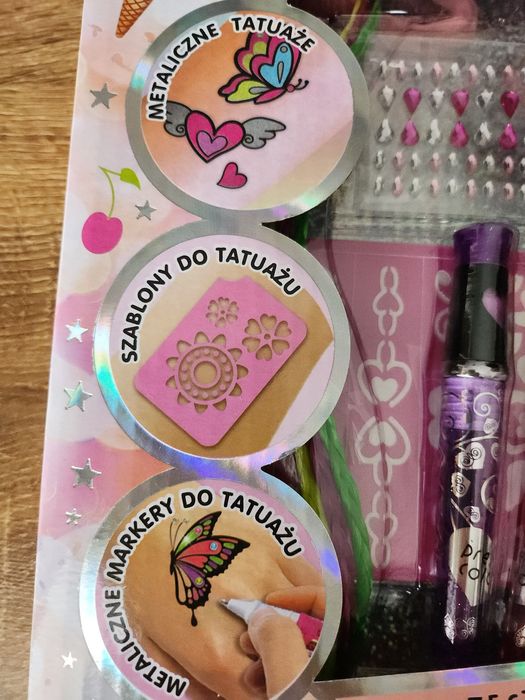 METALICZNE TATUAŻE
SZABLONY DO TATUAŻU
METALICZNE MARKERY DO TATUAŻU